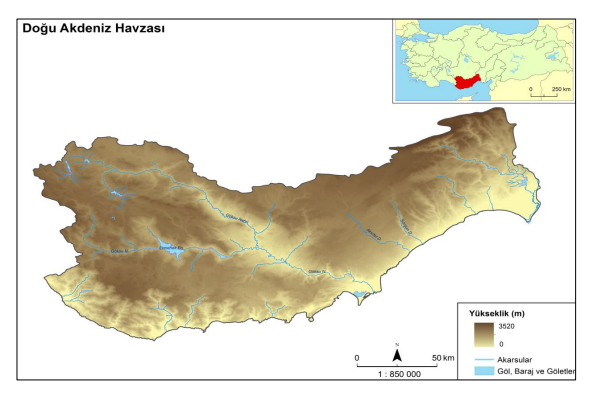 Doğu Akdeniz Havzası
0 250 km
Göksu N.
Yükseklik (m)
3520
0
Akarsular
Göl, Baraj ve Göletler
N
0 50 km
1 : 850 000